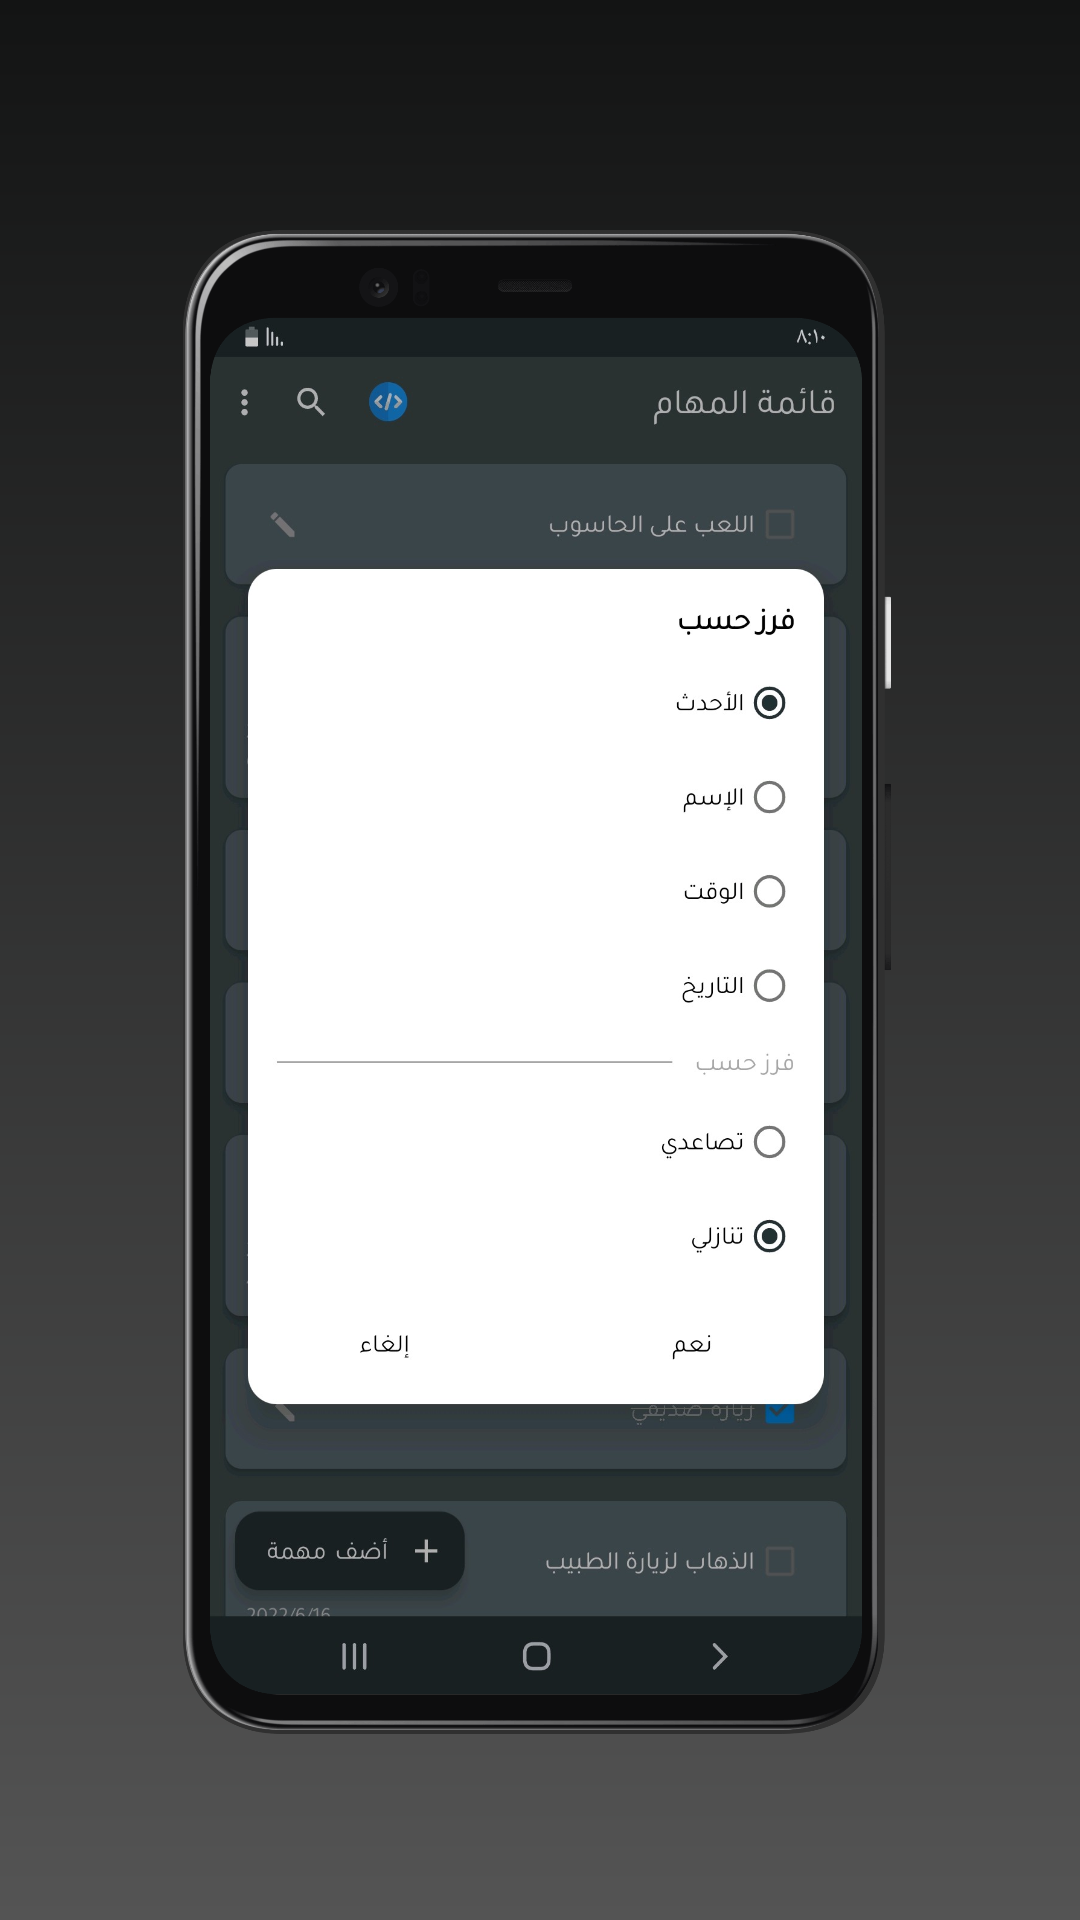 ٨:١٠
قائمة المهام
اللعب على الحاسوب
فرز حسب
الأحدث
الإسم
الوقت
التاريخ
فرز حسب
تصاعدي
تنازلي
نعم
إلغاء
زيارة صديقي
الذهاب لزيارة الطبيب
أضف مهمة
2022/6/16